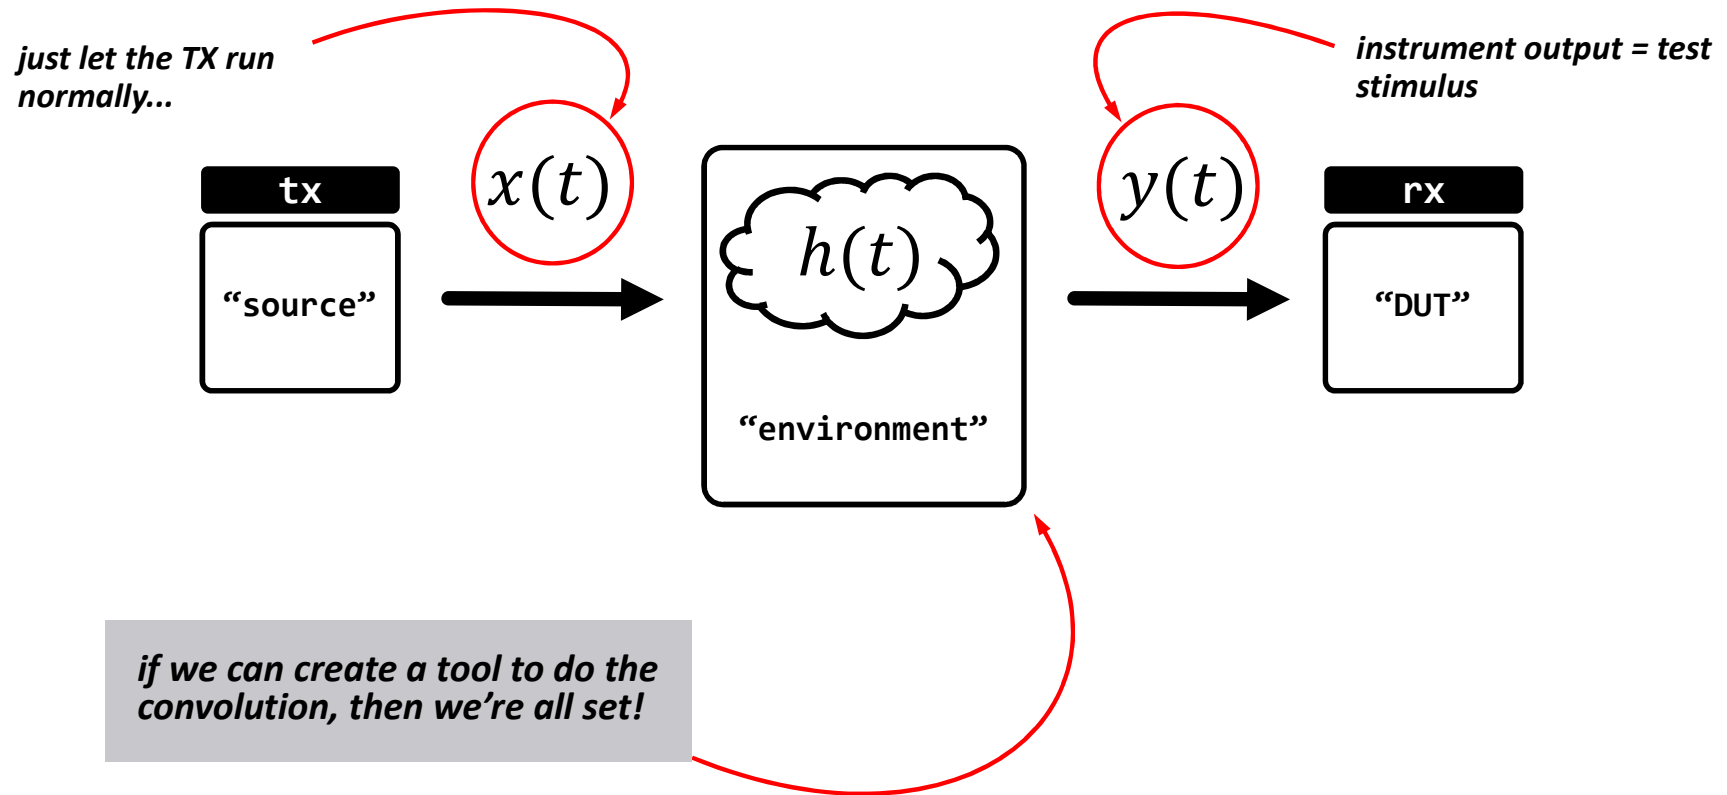 just let the TX run
normally...
instrument output = test
stimulus
tx
x(t)
y(t)
rx
h(t)
“source”
“DUT”
“environment”
if we can create a tool to do the
convolution, then we’re all set!